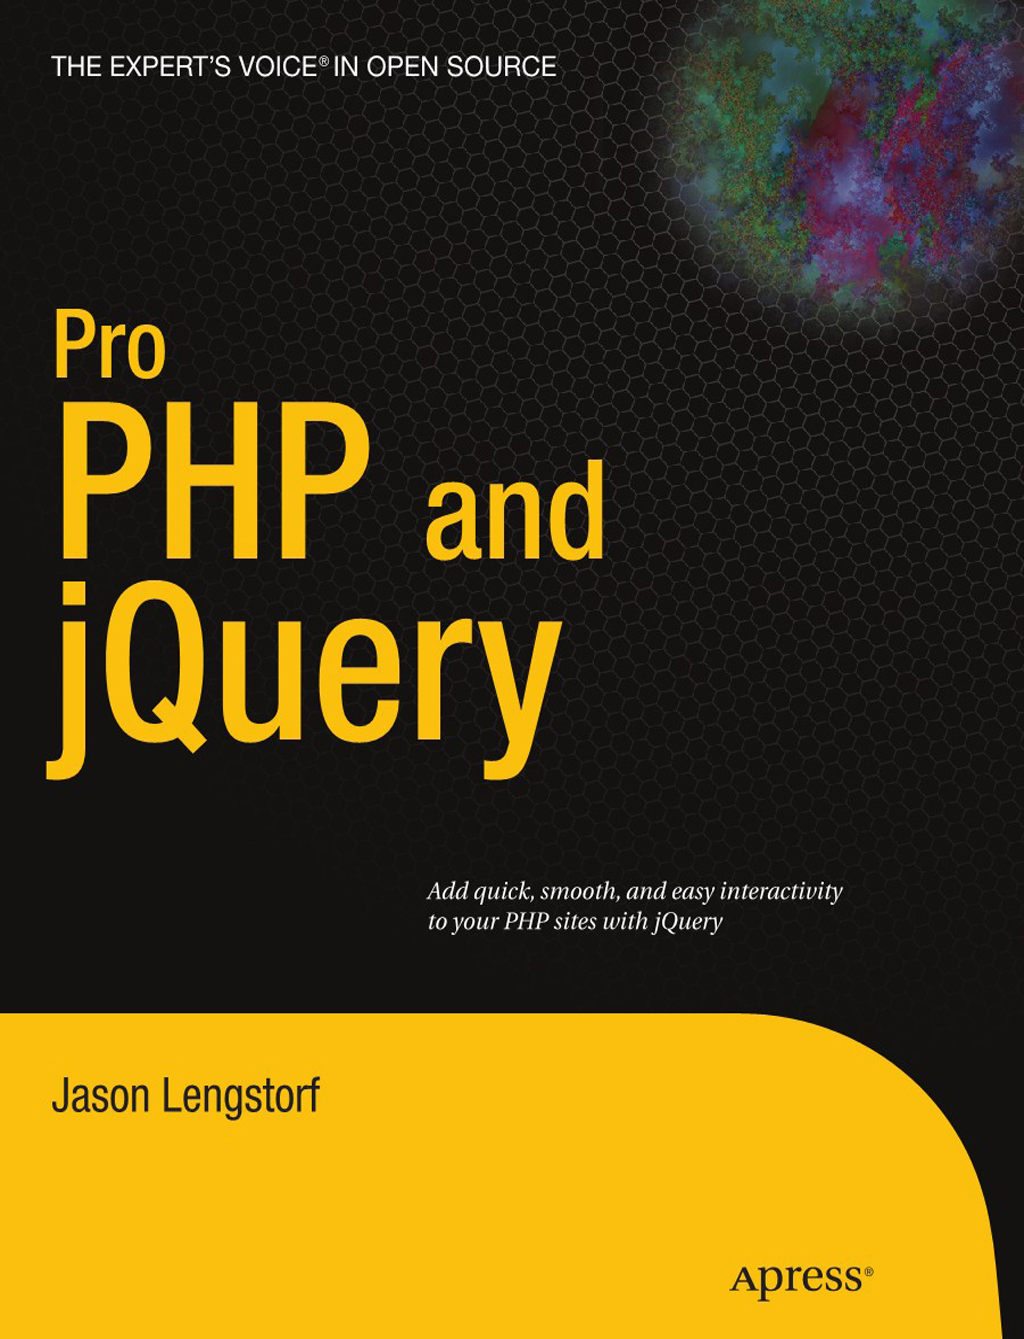 THE EXPERT'S VOICE® IN OPEN SOURCE
Pro
PHP and
jQuery
Add quick, smooth, and easy interactivity
to your PHP sites with jQuery
Jason Lengstorf
Apress®